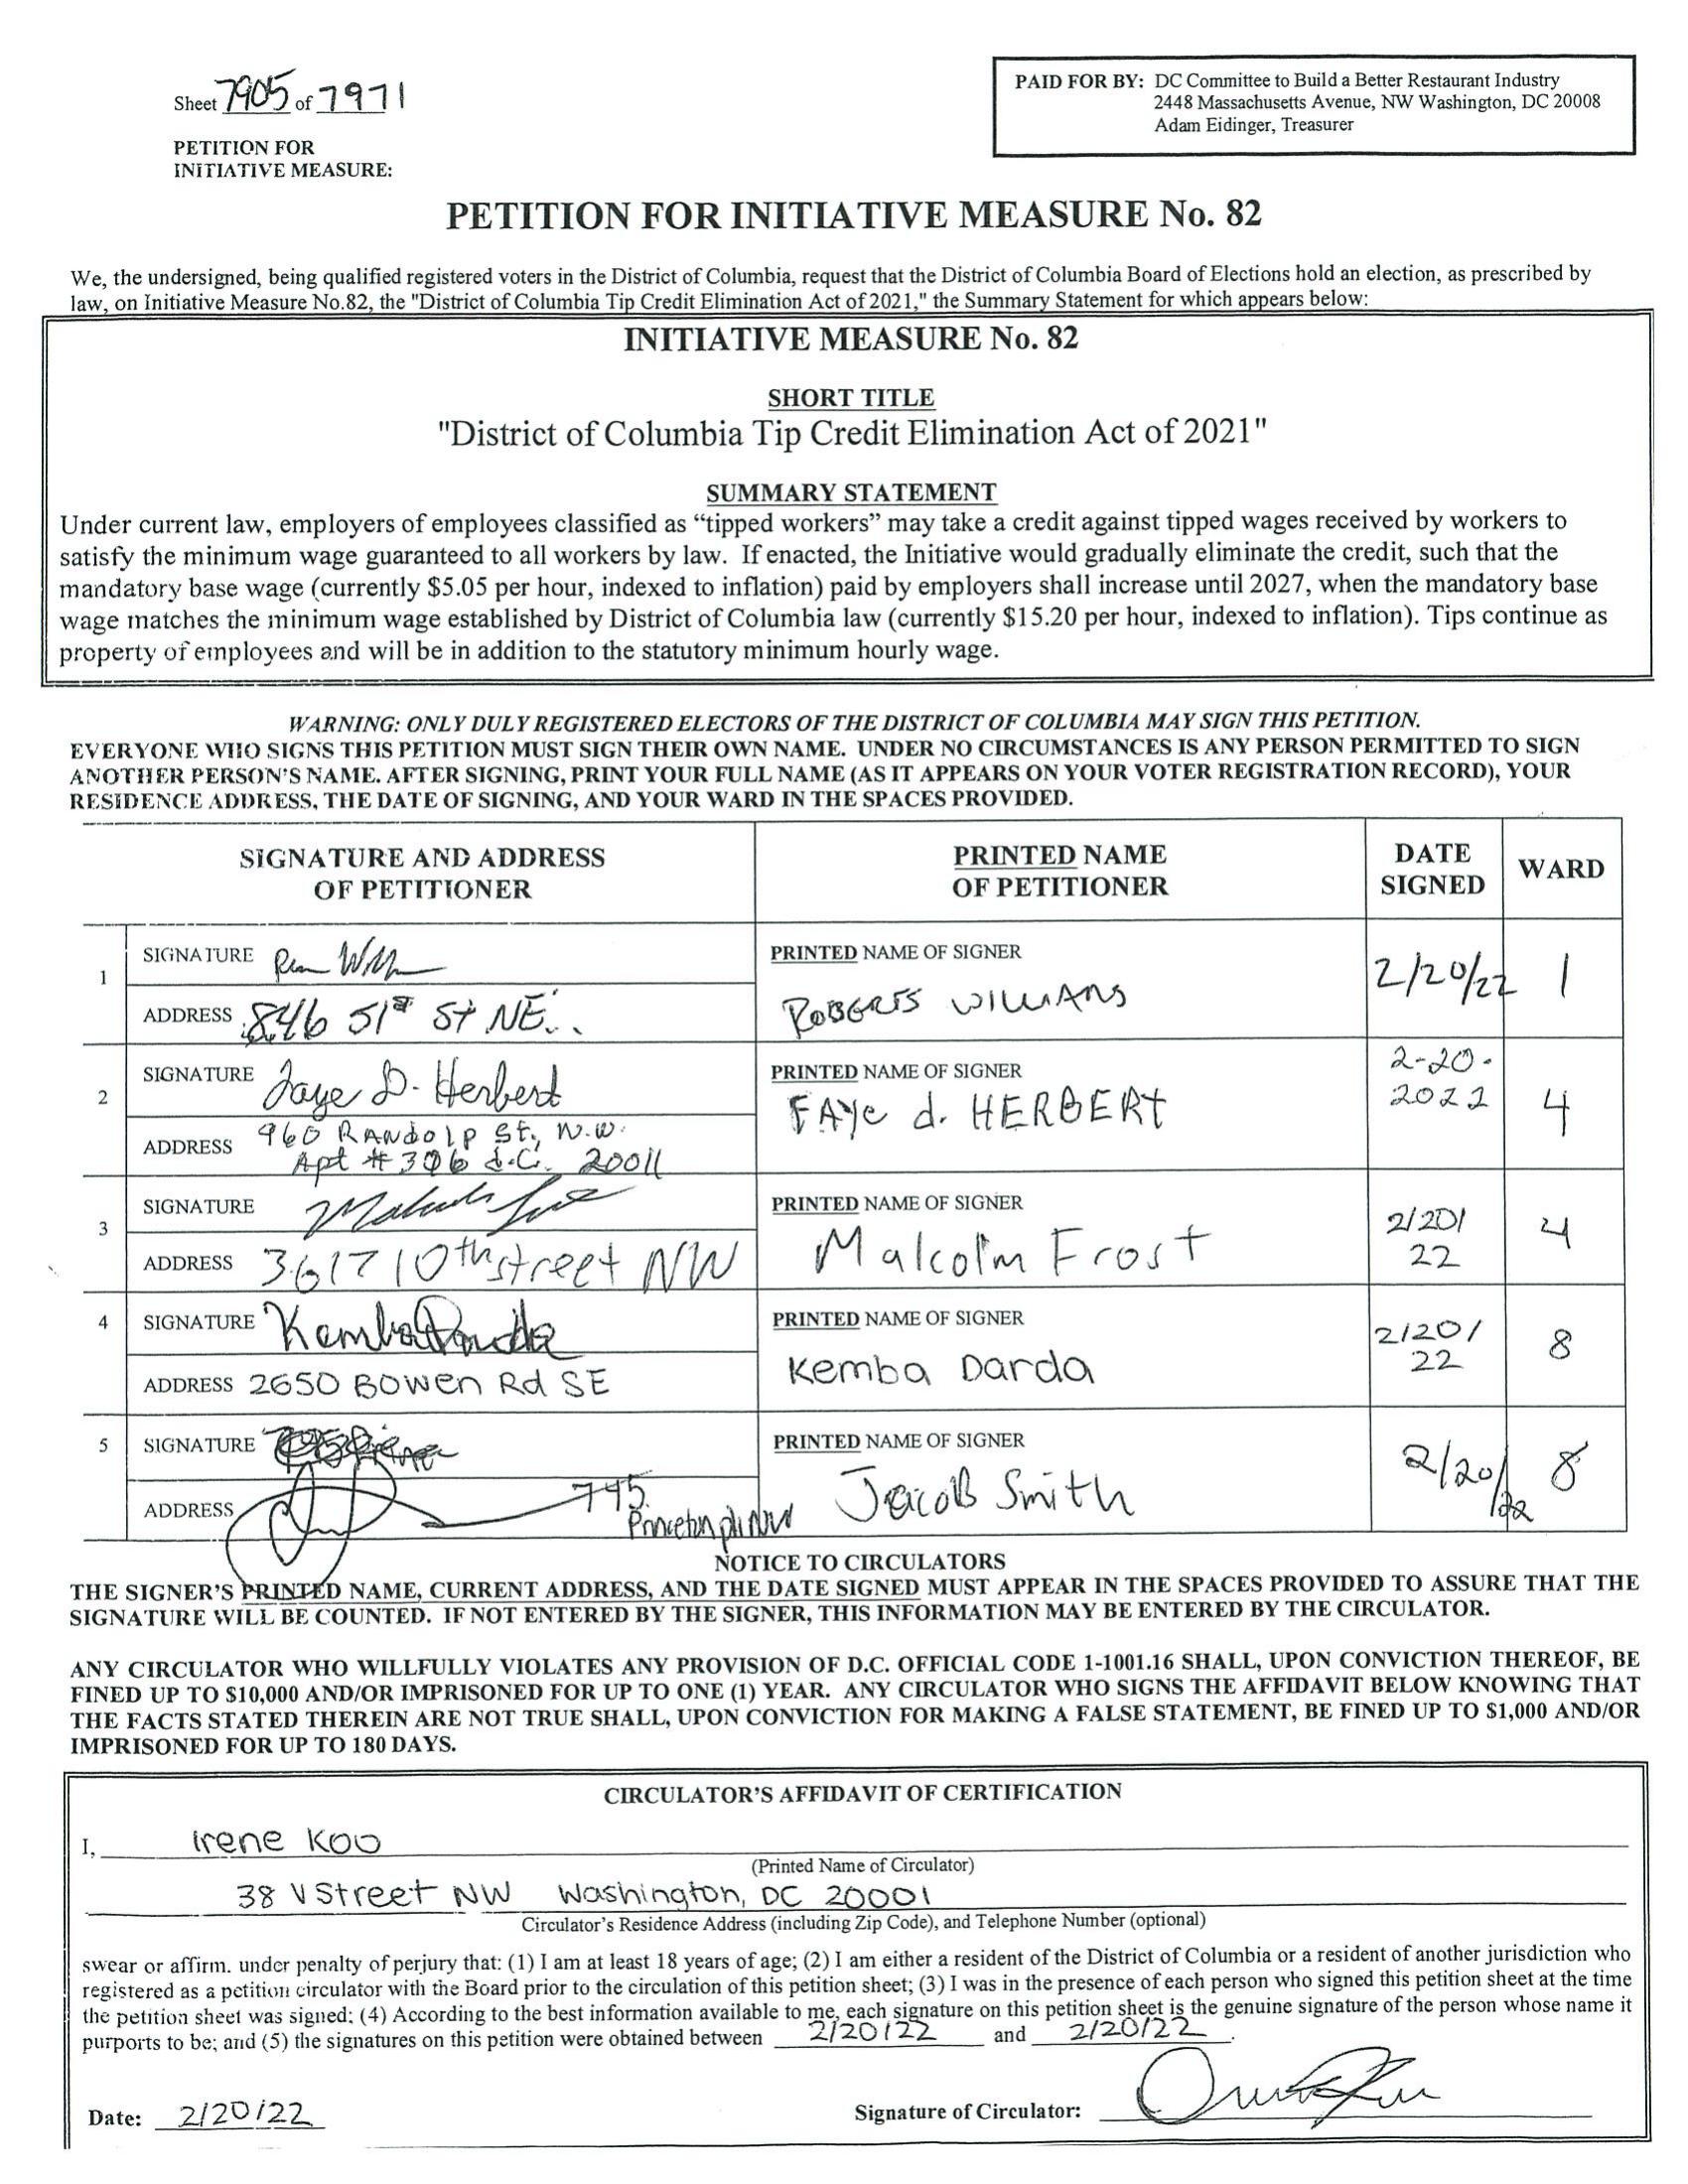 Sheet 7905 of 7971
PETITION FOR
INITIATIVE MEASURE:
PAID FOR BY: DC Committee to Build a Better Restaurant Industry
2448 Massachusetts Avenue, NW Washington, DC 20008
Adam Eidinger, Treasurer
PETITION FOR INITIATIVE MEASURE No. 82
We, the undersigned, being qualified registered voters in the District of Columbia, request that the District of Columbia Board of Elections hold an election, as prescribed by
law, on Initiative Measure No.82, the "District of Columbia Tip Credit Elimination Act of 2021," the Summary Statement for which appears below:
INITIATIVE MEASURE No. 82
SHORT TITLE
"District of Columbia Tip Credit Elimination Act of 2021"
SUMMARY STATEMENT
Under current law, employers of employees classified as “tipped workers” may take a credit against tipped wages received by workers to
satisfy the minimum wage guaranteed to all workers by law. If enacted, the Initiative would gradually eliminate the credit, such that the
mandatory base wage (currently $5.05 per hour, indexed to inflation) paid by employers shall increase until 2027, when the mandatory base
wage matches the minimum wage established by District of Columbia law (currently $15.20 per hour, indexed to inflation). Tips continue as
property of employees and will be in addition to the statutory minimum hourly wage.
WARNING: ONLY DULY REGISTERED ELECTORS OF THE DISTRICT OF COLUMBIA MAY SIGN THIS PETITION.
EVERYONE WHO SIGNS THIS PETITION MUST SIGN THEIR OWN NAME. UNDER NO CIRCUMSTANCES IS ANY PERSON PERMITTED TO SIGN
ANOTHER PERSON'S NAME. AFTER SIGNING, PRINT YOUR FULL NAME (AS IT APPEARS ON YOUR VOTER REGISTRATION RECORD), YOUR
RESIDENCE ADDRESS, THE DATE OF SIGNING, AND YOUR WARD IN THE SPACES PROVIDED.
SIGNATURE AND ADDRESS
OF PETITIONER
PRINTED NAME
OF PETITIONER
DATE
SIGNED
WARD
1
SIGNATURE
ADDRESS 846 51st St NE
PRINTED NAME OF SIGNER
ROBERTS WILLIAMS
2/20/22
1
2
SIGNATURE Faye D. Herbert
ADDRESS 960 RANdOlP St., N.W.
Apt # 306 d.C. 20011
PRINTED NAME OF SIGNER
FAYe d. HERBERT
2-20-
2022
4
3
SIGNATURE
ADDRESS 3617 10th street NW
PRINTED NAME OF SIGNER
Malcolm Frost
2/20/
22
4
4
SIGNATURE Kemba Darda
ADDRESS 2650 Bowen Rd SE
PRINTED NAME OF SIGNER
Kemba Darda
2/20/
22
8
5
SIGNATURE
ADDRESS 745
Princeton pl NW
PRINTED NAME OF SIGNER
Jacob Smith
2/20/
22
8
NOTICE TO CIRCULATORS
THE SIGNER'S PRINTED NAME, CURRENT ADDRESS, AND THE DATE SIGNED MUST APPEAR IN THE SPACES PROVIDED TO ASSURE THAT THE
SIGNATURE WILL BE COUNTED. IF NOT ENTERED BY THE SIGNER, THIS INFORMATION MAY BE ENTERED BY THE CIRCULATOR.
ANY CIRCULATOR WHO WILLFULLY VIOLATES ANY PROVISION OF D.C. OFFICIAL CODE 1-1001.16 SHALL, UPON CONVICTION THEREOF, BE
FINED UP TO $10,000 AND/OR IMPRISONED FOR UP TO ONE (1) YEAR. ANY CIRCULATOR WHO SIGNS THE AFFIDAVIT BELOW KNOWING THAT
THE FACTS STATED THEREIN ARE NOT TRUE SHALL, UPON CONVICTION FOR MAKING A FALSE STATEMENT, BE FINED UP TO $1,000 AND/OR
IMPRISONED FOR UP TO 180 DAYS.
CIRCULATOR'S AFFIDAVIT OF CERTIFICATION
I, Irene Koo
(Printed Name of Circulator)
38 V Street NW Washington, DC 20001
Circulator's Residence Address (including Zip Code), and Telephone Number (optional)
swear or affirm. under penalty of perjury that: (1) I am at least 18 years of age; (2) I am either a resident of the District of Columbia or a resident of another jurisdiction who
registered as a petition circulator with the Board prior to the circulation of this petition sheet; (3) I was in the presence of each person who signed this petition sheet at the time
the petition sheet was signed; (4) According to the best information available to me, each signature on this petition sheet is the genuine signature of the person whose name it
purports to be; and (5) the signatures on this petition were obtained between 2/20/22 and 2/20/22.
Date: 2/20/22
Signature of Circulator: